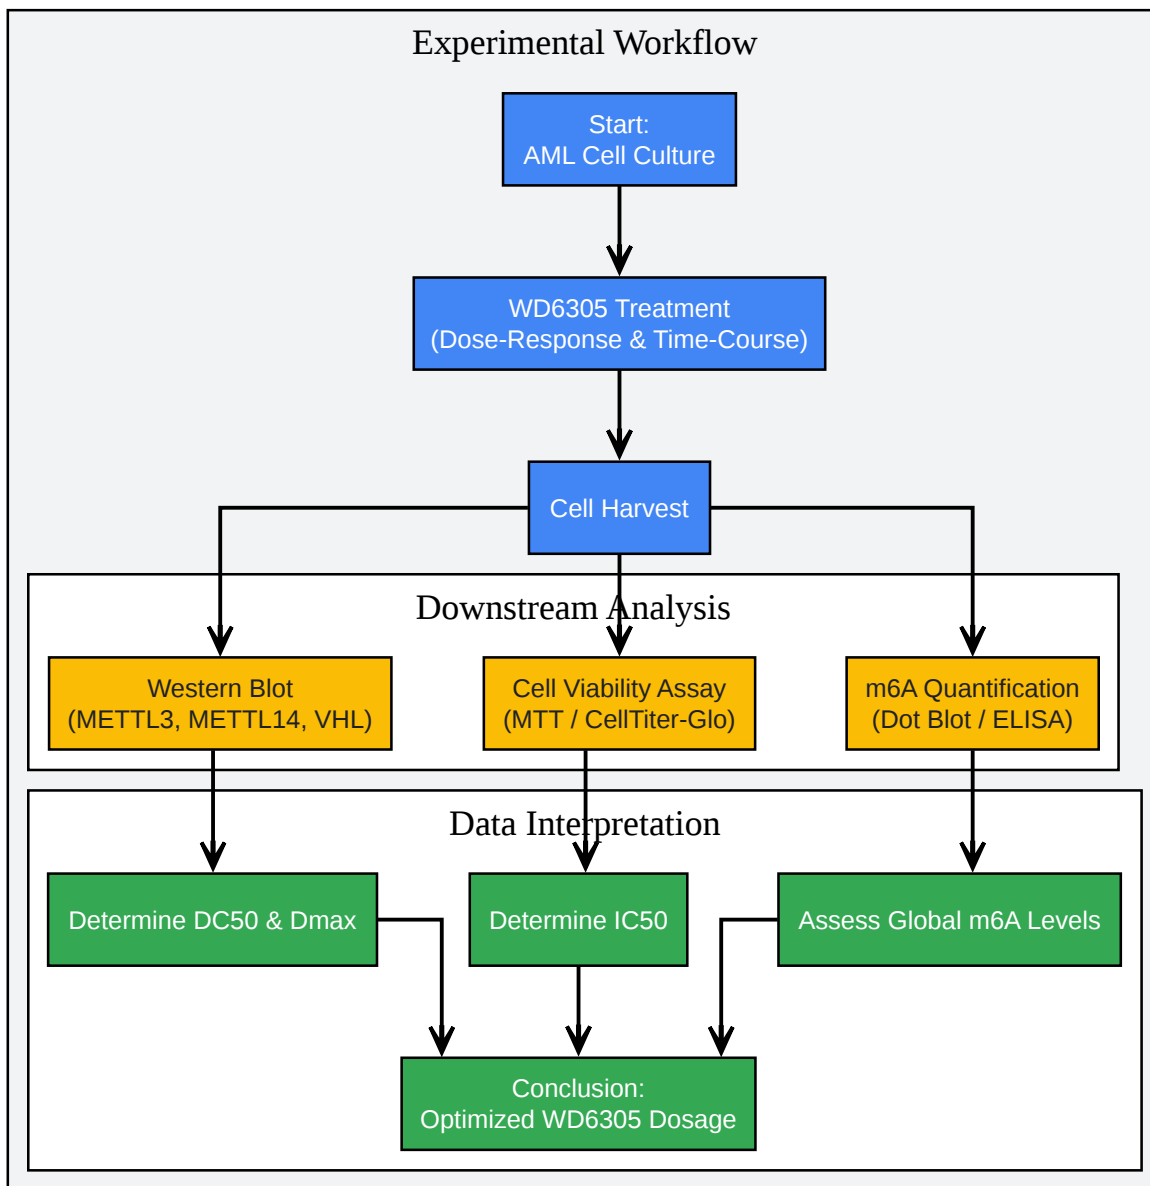 Experimental Workflow
Start:
AML Cell Culture
WD6305 Treatment
(Dose-Response & Time-Course)
Cell Harvest
Downstream Analysis
Western Blot
(METTL3, METTL14, VHL)
Cell Viability Assay
(MTT / CellTiter-Glo)
m6A Quantification
(Dot Blot / ELISA)
Data Interpretation
Determine DC50 & Dmax
Determine IC50
Assess Global m6A Levels
Conclusion:
Optimized WD6305 Dosage